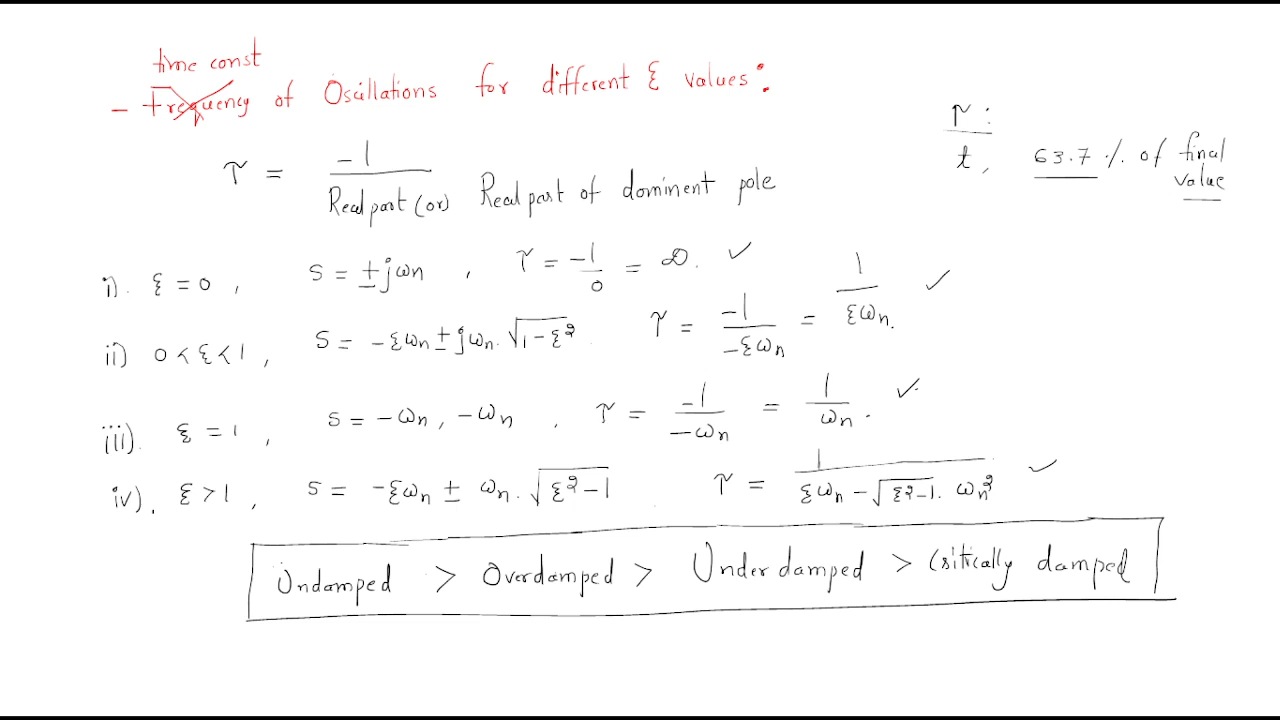 time const
- frequency of Oscillations for different ξ values:
τ = -1 / Real part (or) Real part of dominent pole
τ :
t, 63.7 % of final value
i). ξ = 0, s = ±jωn, τ = -1/0 = ∞. ✓
ii) 0 < ξ < 1, s = -ξωn ± jωn. √1-ξ² τ = -1/-ξωn = 1/ξωn. ✓
iii). ξ = 1, s = -ωn, -ωn, τ = -1/-ωn = 1/ωn. ✓
iv). ξ > 1, s = -ξωn ± ωn. √ξ²-1 τ = 1/ξωn - √ξ²-1. ωn² ✓
Undamped > Overdamped > Underdamped > Critically damped